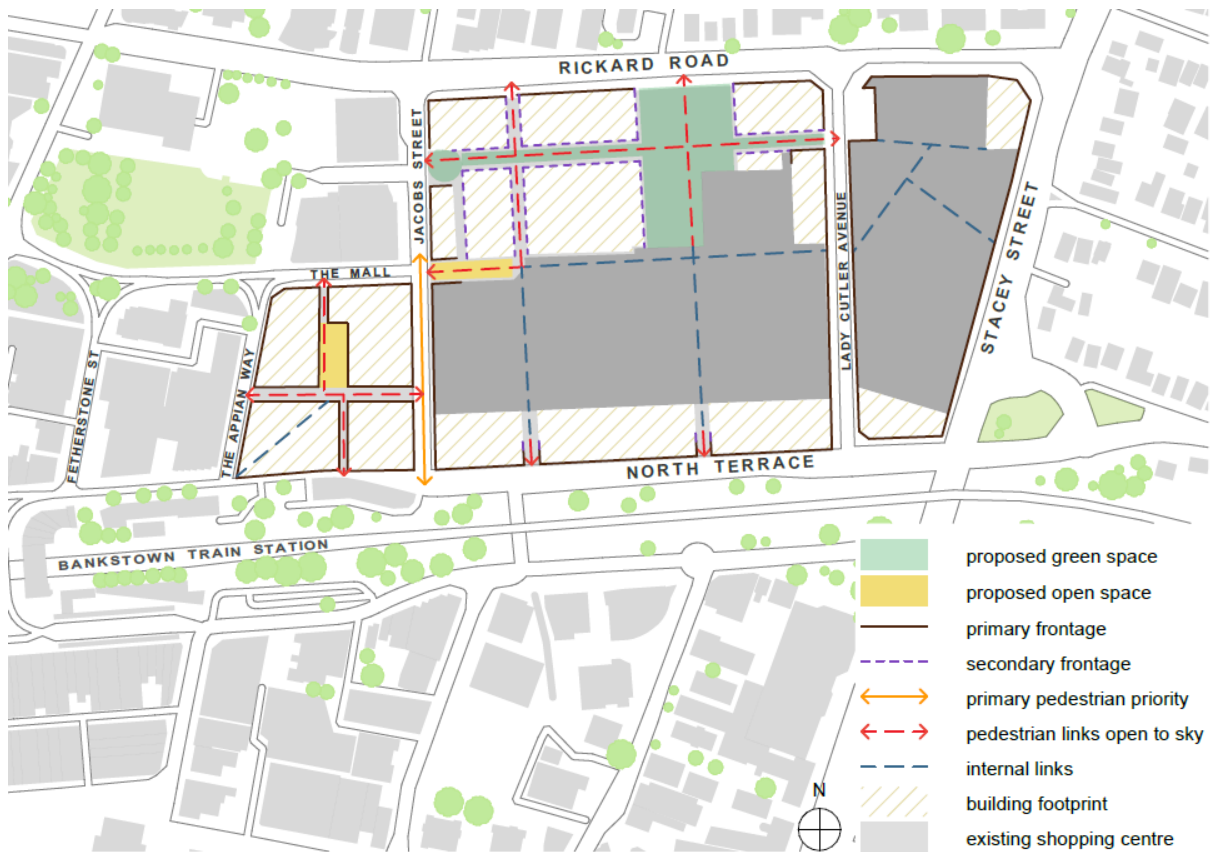 RICKARD ROAD
JACOBS STREET
THE MALL
LADY CUTLER AVENUE
STACEY STREET
FETHERSTONE ST
THE APPIAN WAY
NORTH TERRACE
BANKSTOWN TRAIN STATION
proposed green space
proposed open space
primary frontage
secondary frontage
primary pedestrian priority
pedestrian links open to sky
internal links
N
building footprint
existing shopping centre